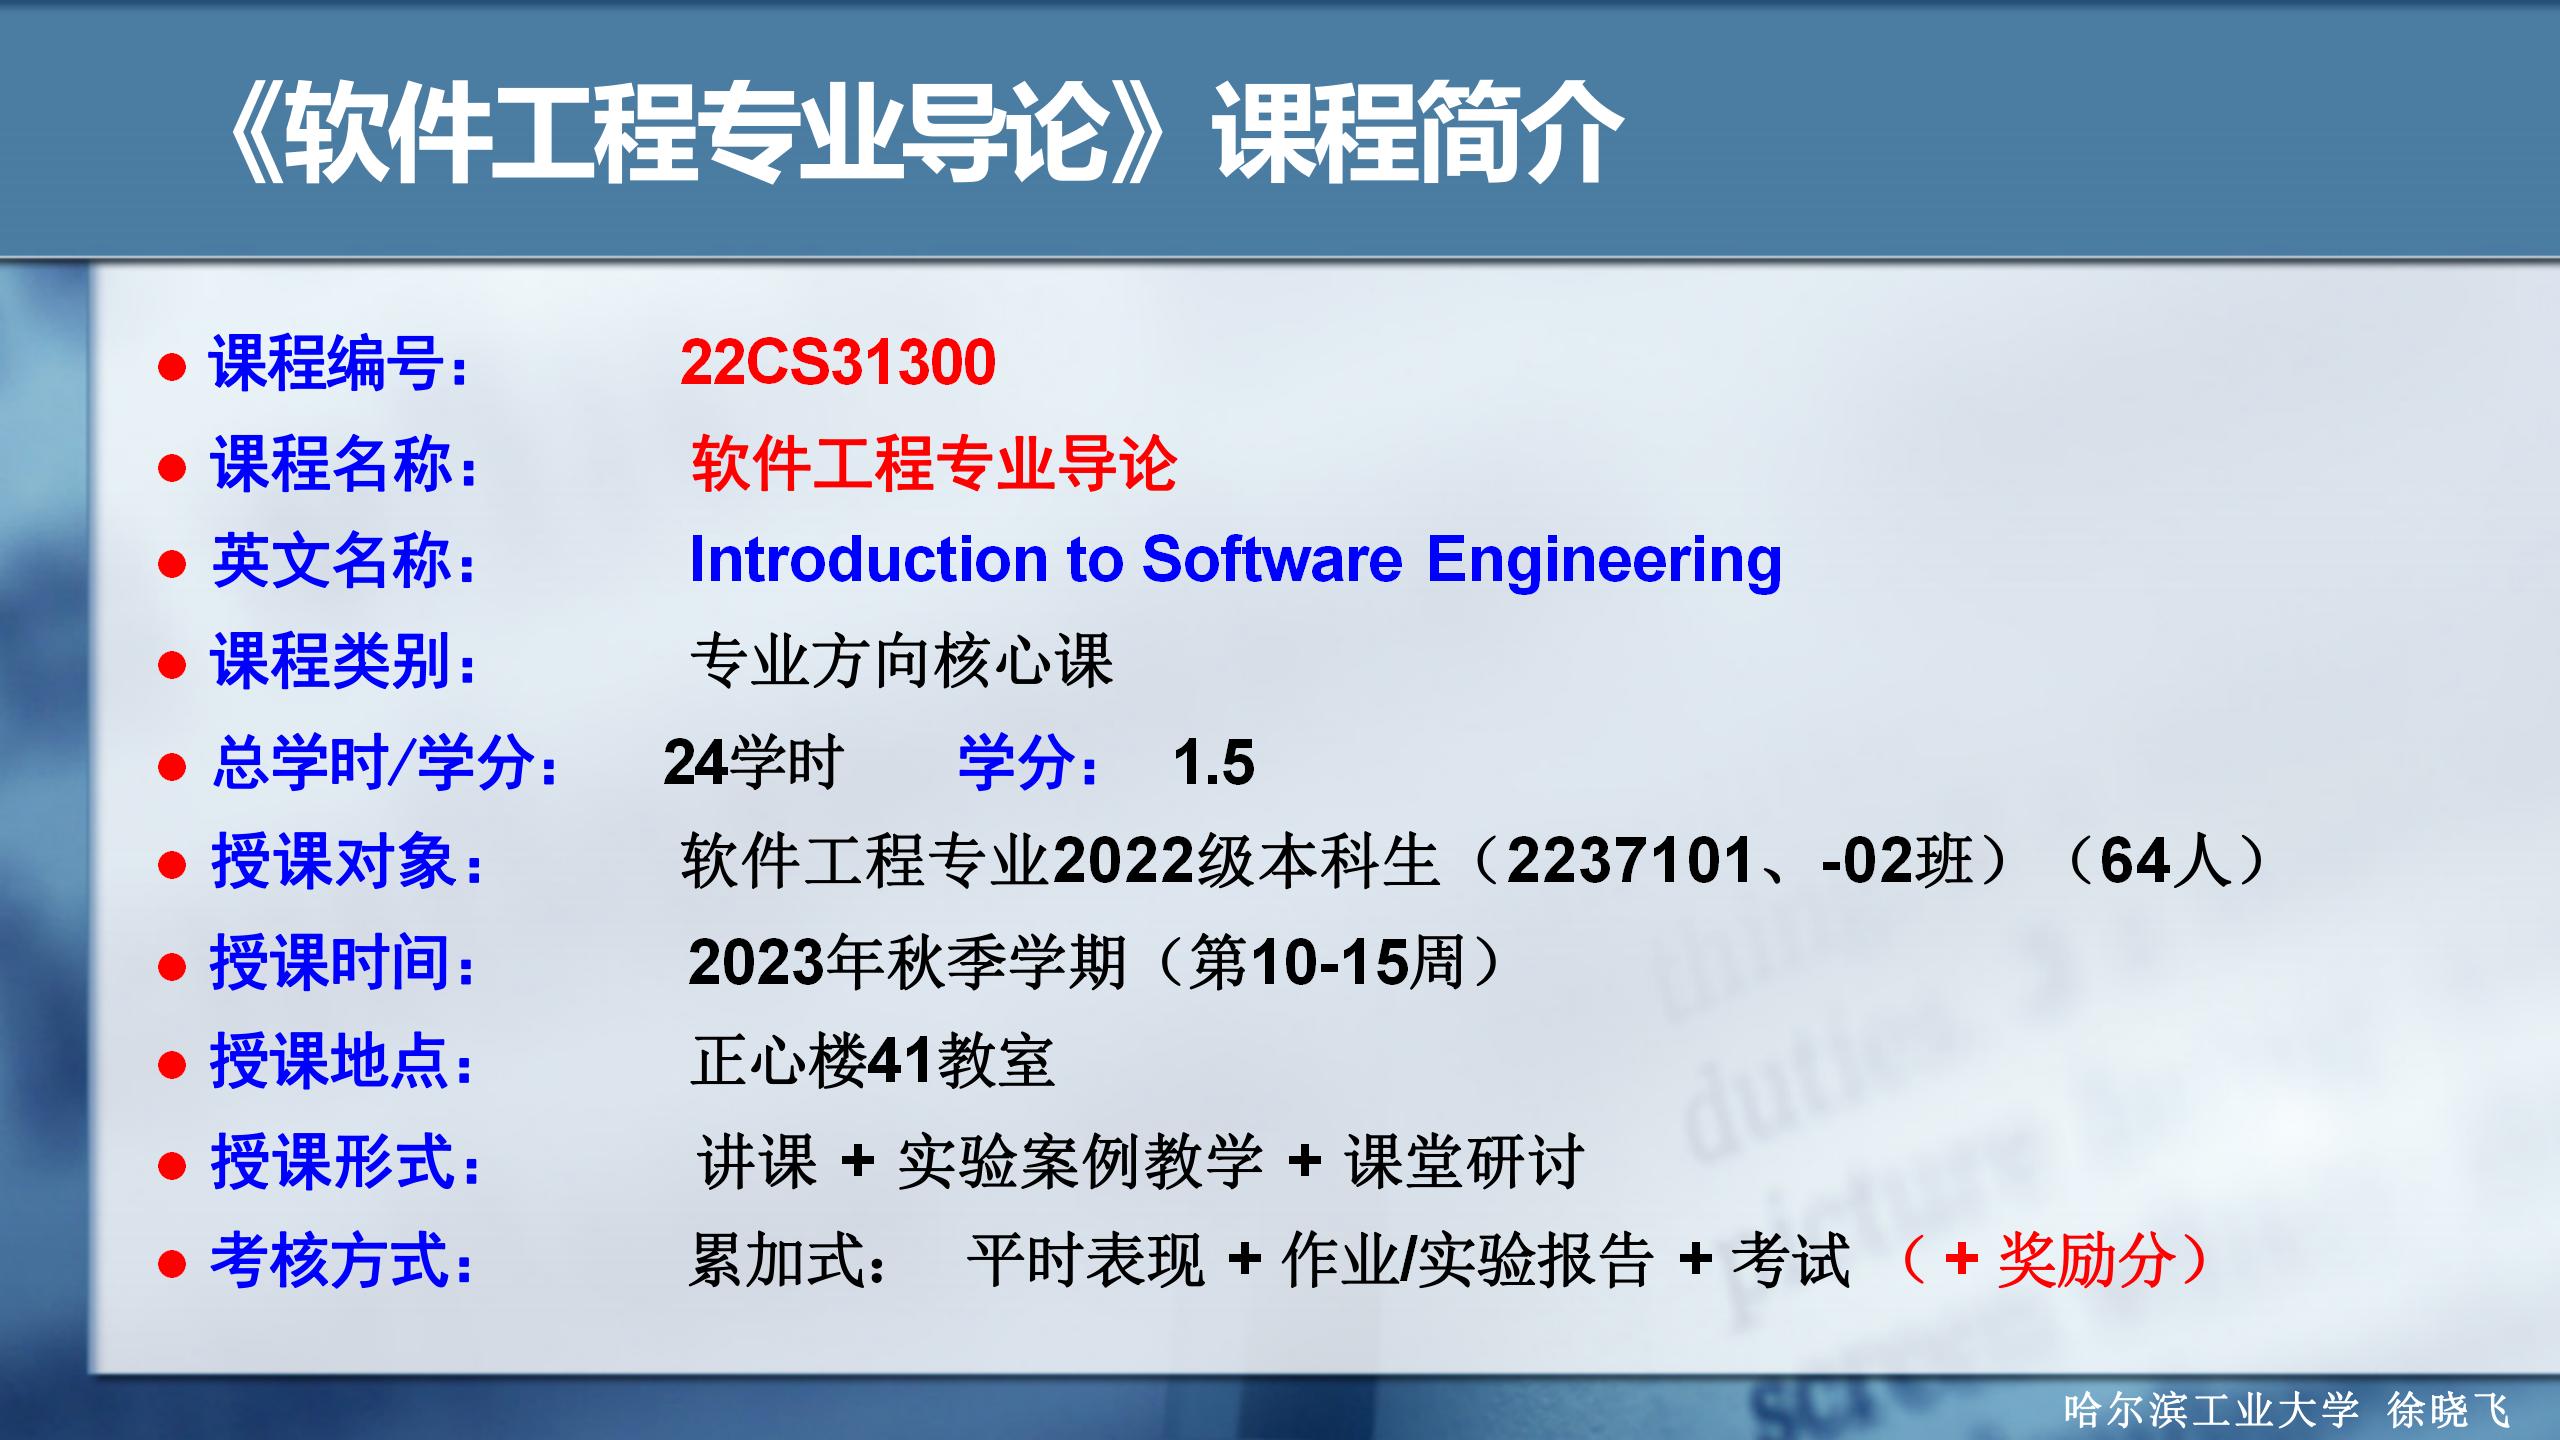 《软件工程专业导论》课程简介
课程编号： 22CS31300
课程名称： 软件工程专业导论
英文名称： Introduction to Software Engineering
课程类别： 专业方向核心课
总学时/学分： 24学时 学分： 1.5
授课对象： 软件工程专业2022级本科生（2237101、-02班）（64人）
授课时间： 2023年秋季学期（第10-15周）
授课地点： 正心楼41教室
授课形式： 讲课 + 实验案例教学 + 课堂研讨
考核方式： 累加式： 平时表现 + 作业/实验报告 + 考试 （ + 奖励分）
duties
picture
screen
哈尔滨工业大学 徐晓飞